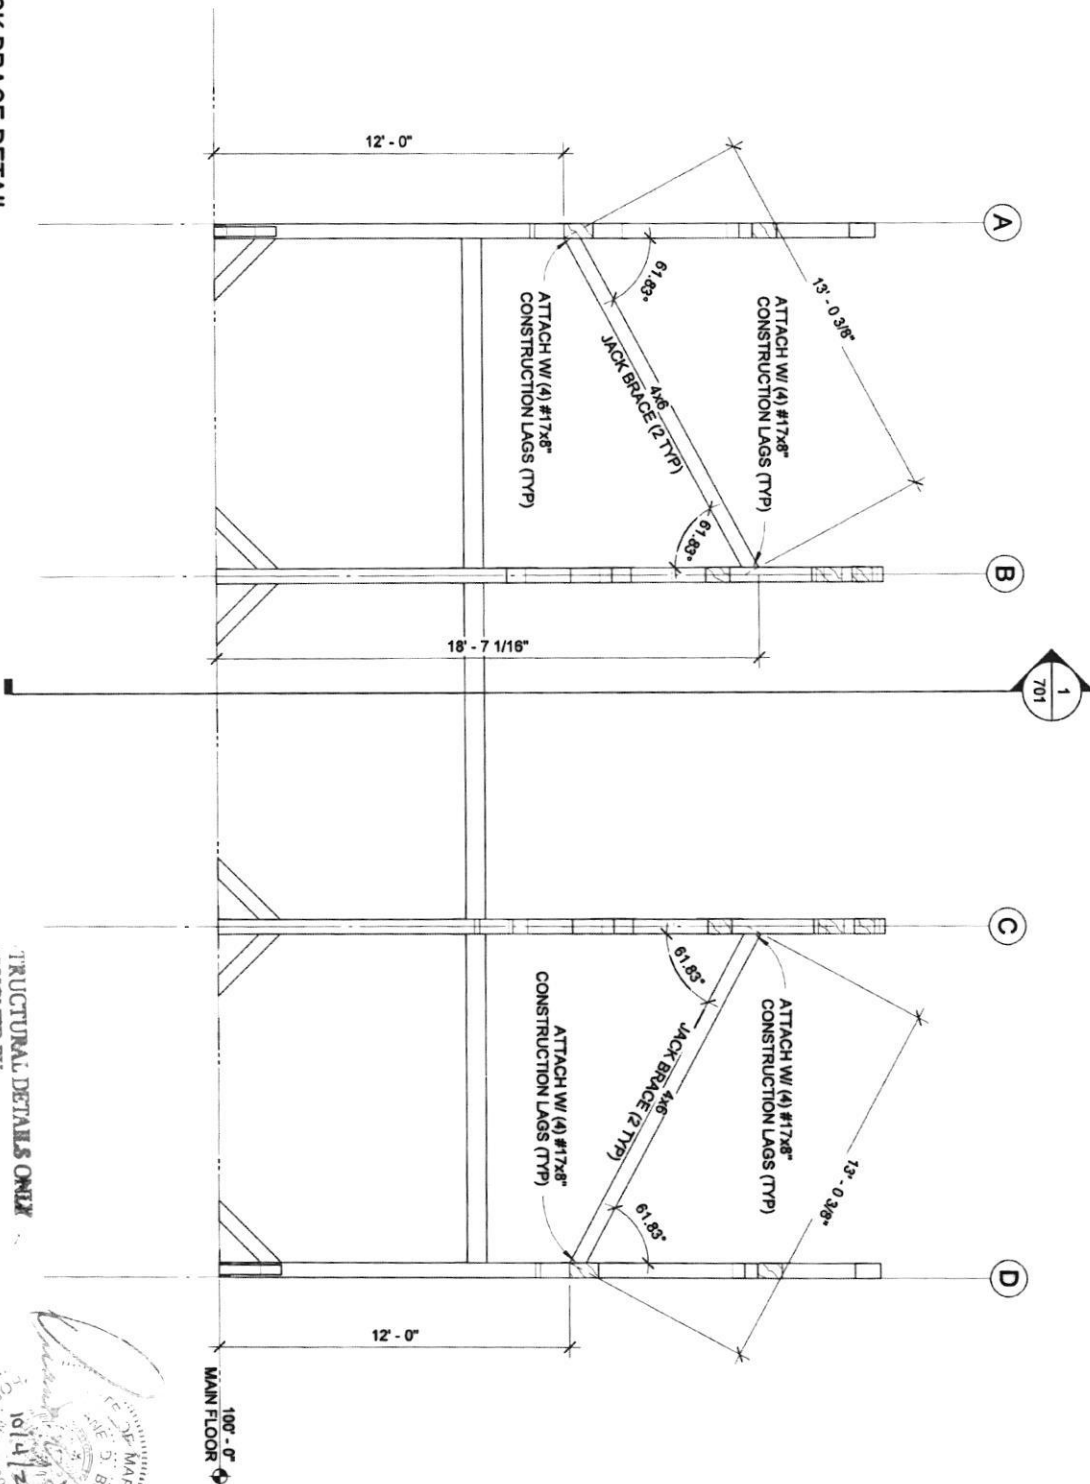 A
B
C
D
1
701
13' - 0 3/8"
13' - 0 3/8"
ATTACH W/ (4) #17x8"
CONSTRUCTION LAGS (TYP)
ATTACH W/ (4) #17x8"
CONSTRUCTION LAGS (TYP)
61.83°
61.83°
61.83°
61.83°
4x6
JACK BRACE (2 TYP)
4x6
JACK BRACE (2 TYP)
ATTACH W/ (4) #17x8"
CONSTRUCTION LAGS (TYP)
ATTACH W/ (4) #17x8"
CONSTRUCTION LAGS (TYP)
12' - 0"
18' - 7 1/16"
12' - 0"
100' - 0"
MAIN FLOOR
BRACE DETAIL
TRUCTURAL DETAILS ONLY